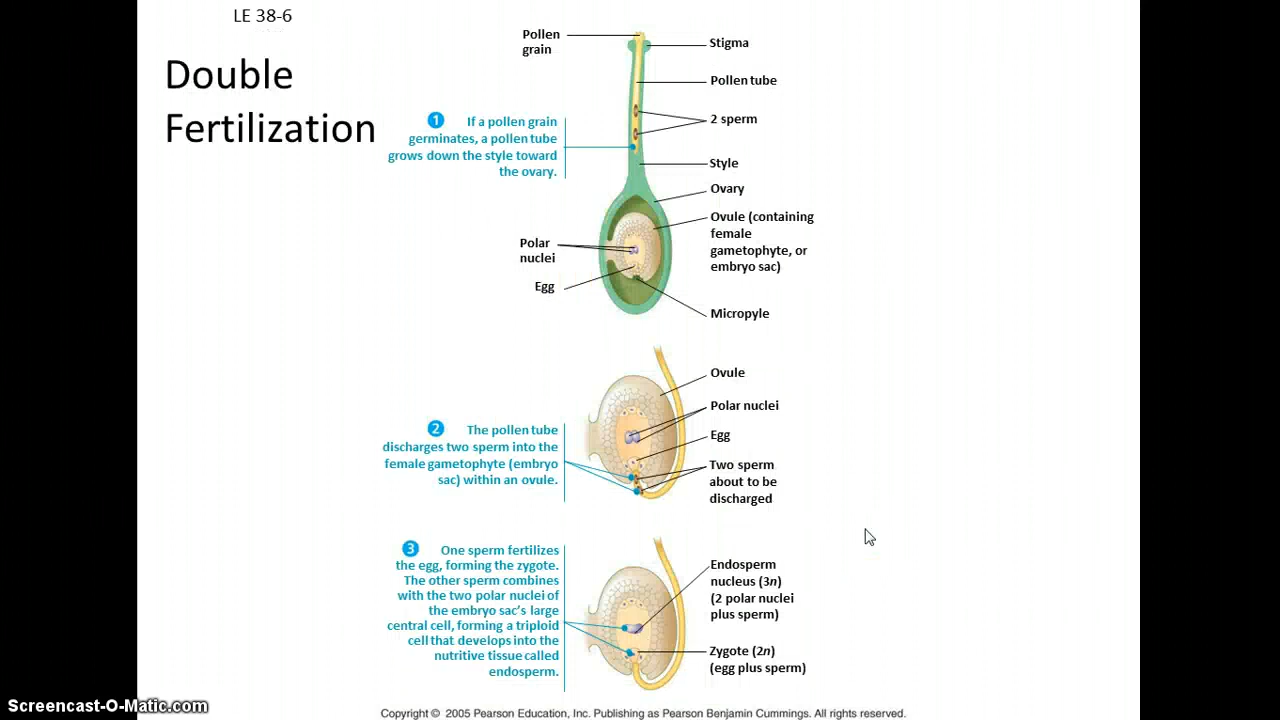 LE 38-6
Double
Fertilization
Pollen
grain
Stigma
Pollen tube
2 sperm
1 If a pollen grain
germinates, a pollen tube
grows down the style toward
the ovary.
Style
Ovary
Ovule (containing
female
gametophyte, or
embryo sac)
Polar
nuclei
Egg
Micropyle
Ovule
Polar nuclei
Egg
Two sperm
about to be
discharged
2 The pollen tube
discharges two sperm into the
female gametophyte (embryo
sac) within an ovule.
3 One sperm fertilizes
the egg, forming the zygote.
The other sperm combines
with the two polar nuclei of
the embryo sac’s large
central cell, forming a triploid
cell that develops into the
nutritive tissue called
endosperm.
Endosperm
nucleus (3n)
(2 polar nuclei
plus sperm)
Zygote (2n)
(egg plus sperm)
Screencast-O-Matic.com
Copyright © 2005 Pearson Education, Inc. Publishing as Pearson Benjamin Cummings. All rights reserved.